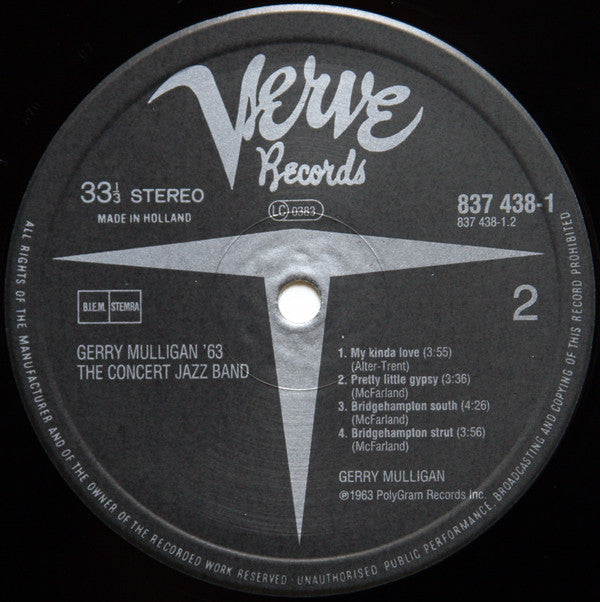 Verve
Records
33⅓ STEREO
MADE IN HOLLAND
LC 0383
837 438-1
837 438-1.2
B.I.E.M. STEMRA
2
GERRY MULLIGAN '63
THE CONCERT JAZZ BAND
1. My kinda love (3:55)
(Alter-Trent)
2. Pretty little gypsy (3:36)
(McFarland)
3. Bridgehampton south (4:26)
(McFarland)
4. Bridgehampton strut (3:56)
(McFarland)
GERRY MULLIGAN
℗1963 PolyGram Records Inc.
ALL RIGHTS OF THE MANUFACTURER AND OF THE OWNER OF THE RECORDED WORK RESERVED · UNAUTHORISED PUBLIC PERFORMANCE, BROADCASTING AND COPYING OF THIS RECORD PROHIBITED